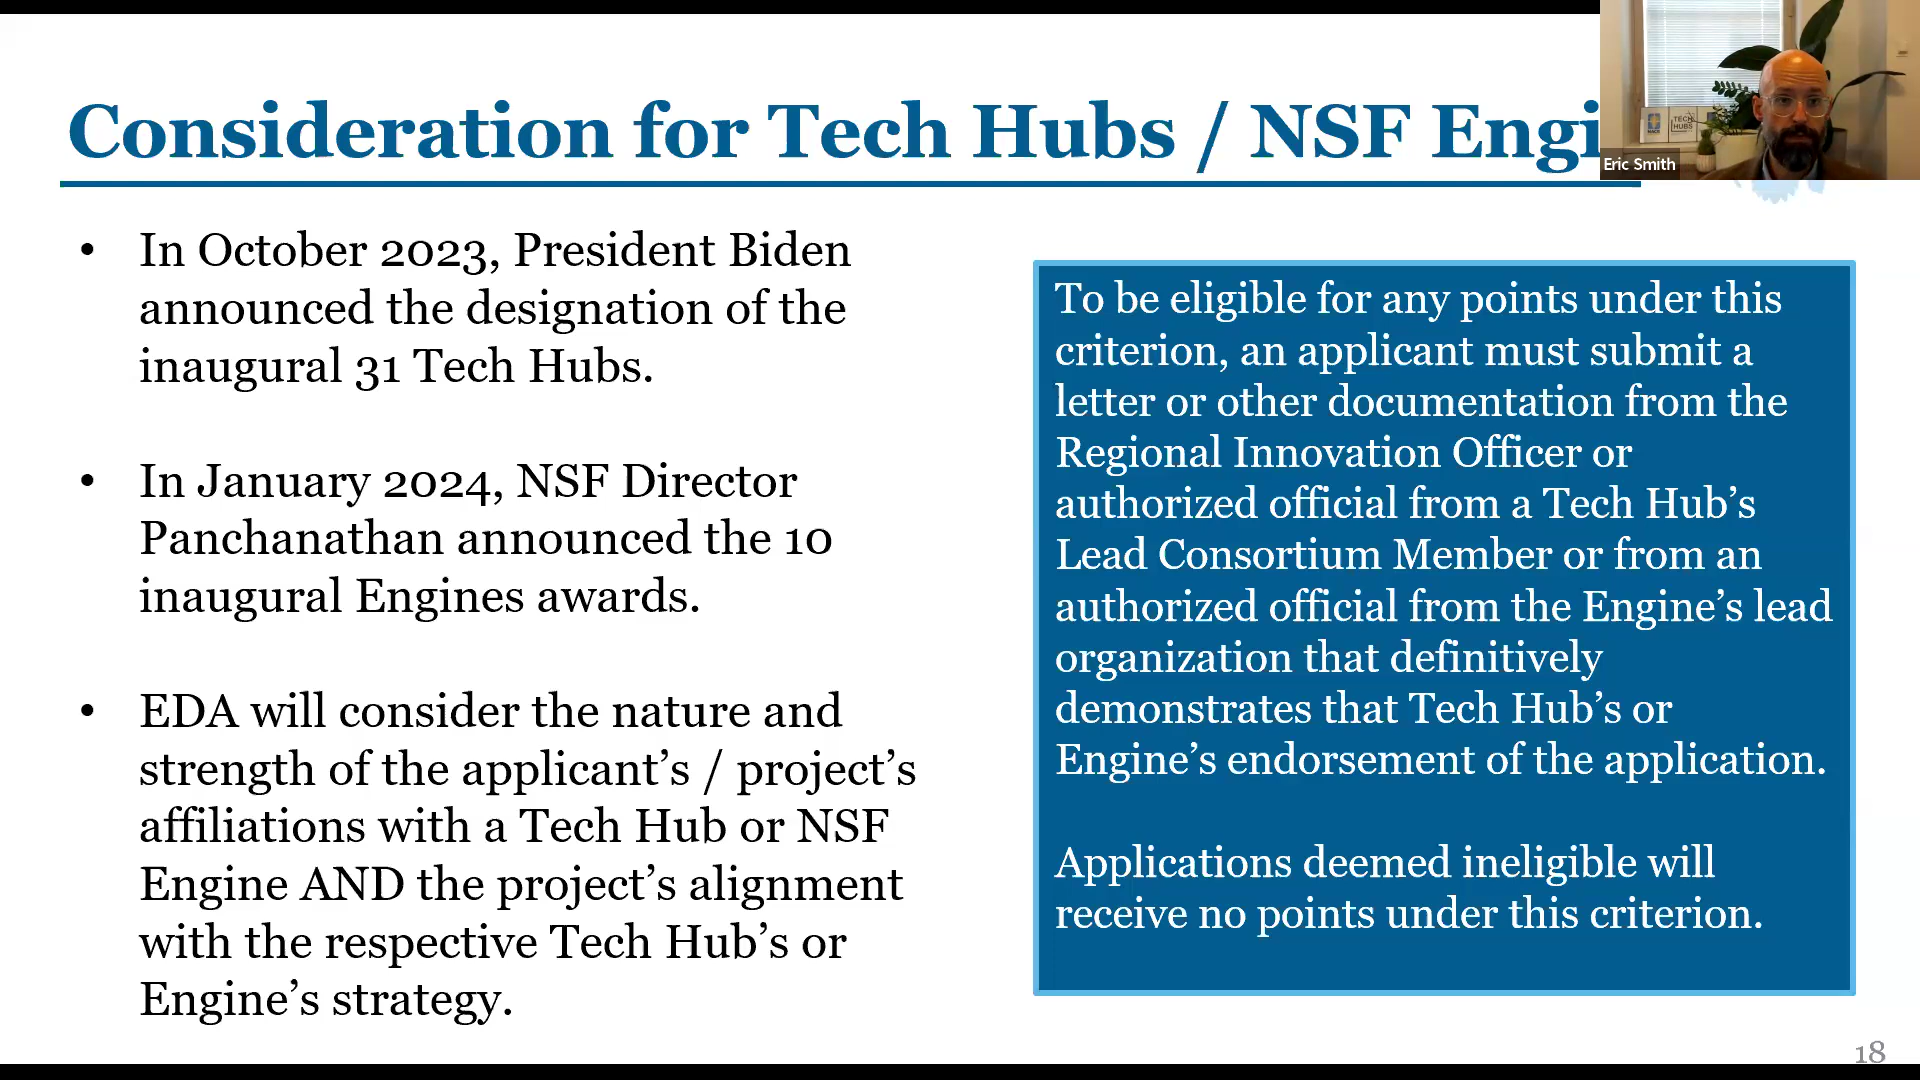 Consideration for Tech Hubs / NSF Engi
Eric Smith
TECH
HUBS
• In October 2023, President Biden
announced the designation of the
inaugural 31 Tech Hubs.
• In January 2024, NSF Director
Panchanathan announced the 10
inaugural Engines awards.
• EDA will consider the nature and
strength of the applicant’s / project’s
affiliations with a Tech Hub or NSF
Engine AND the project’s alignment
with the respective Tech Hub’s or
Engine’s strategy.
To be eligible for any points under this
criterion, an applicant must submit a
letter or other documentation from the
Regional Innovation Officer or
authorized official from a Tech Hub’s
Lead Consortium Member or from an
authorized official from the Engine’s lead
organization that definitively
demonstrates that Tech Hub’s or
Engine’s endorsement of the application.
Applications deemed ineligible will
receive no points under this criterion.
18